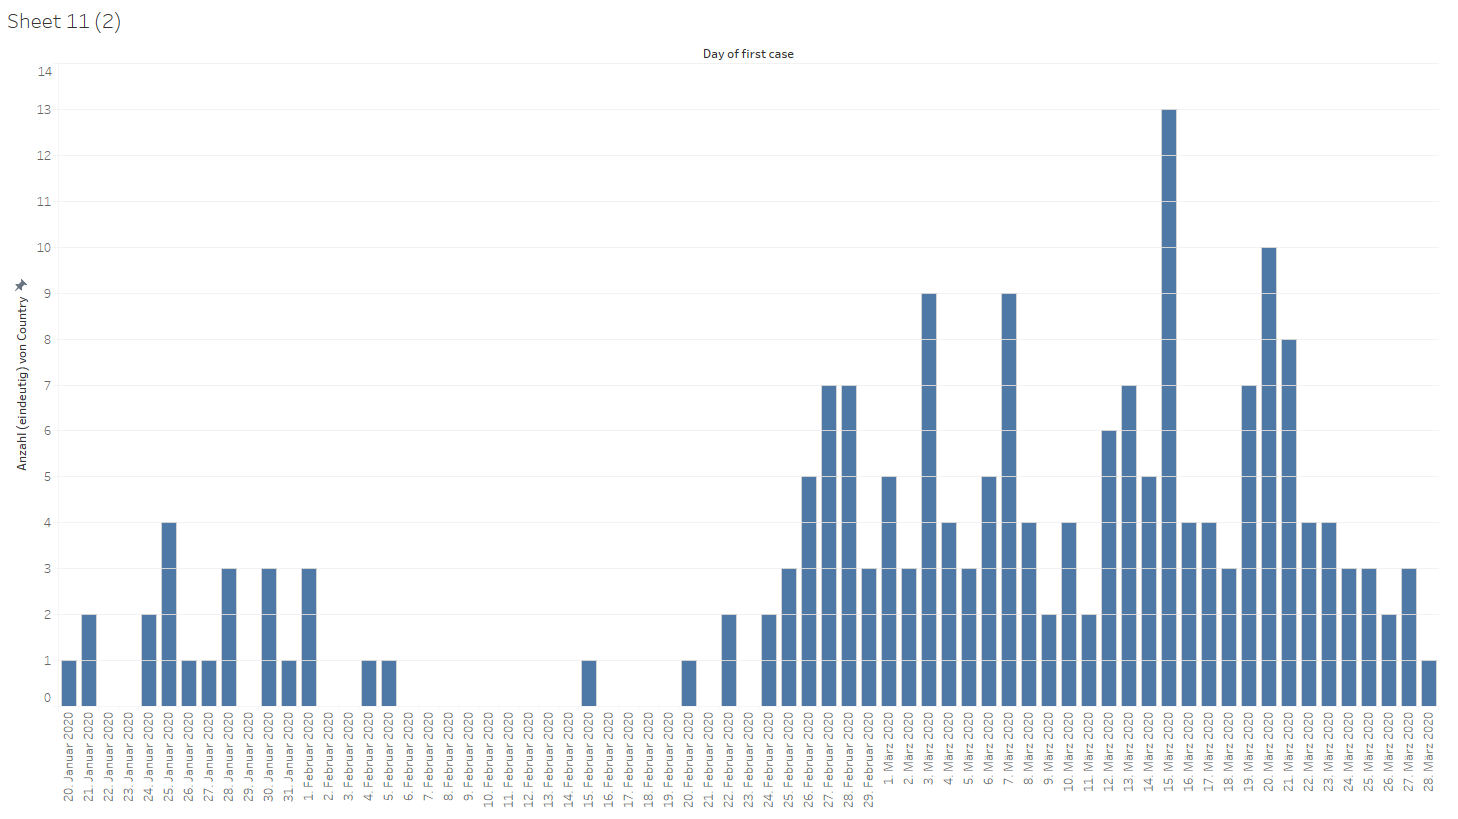 Sheet 11 (2)
Day of first case
Anzahl (eindeutig) von Country
14
13
12
11
10
9
8
7
6
5
4
3
2
1
0
20. Januar 2020
21. Januar 2020
22. Januar 2020
23. Januar 2020
24. Januar 2020
25. Januar 2020
26. Januar 2020
27. Januar 2020
28. Januar 2020
29. Januar 2020
30. Januar 2020
31. Januar 2020
1. Februar 2020
2. Februar 2020
3. Februar 2020
4. Februar 2020
5. Februar 2020
6. Februar 2020
7. Februar 2020
8. Februar 2020
9. Februar 2020
10. Februar 2020
11. Februar 2020
12. Februar 2020
13. Februar 2020
14. Februar 2020
15. Februar 2020
16. Februar 2020
17. Februar 2020
18. Februar 2020
19. Februar 2020
20. Februar 2020
21. Februar 2020
22. Februar 2020
23. Februar 2020
24. Februar 2020
25. Februar 2020
26. Februar 2020
27. Februar 2020
28. Februar 2020
29. Februar 2020
1. März 2020
2. März 2020
3. März 2020
4. März 2020
5. März 2020
6. März 2020
7. März 2020
8. März 2020
9. März 2020
10. März 2020
11. März 2020
12. März 2020
13. März 2020
14. März 2020
15. März 2020
16. März 2020
17. März 2020
18. März 2020
19. März 2020
20. März 2020
21. März 2020
22. März 2020
23. März 2020
24. März 2020
25. März 2020
26. März 2020
27. März 2020
28. März 2020